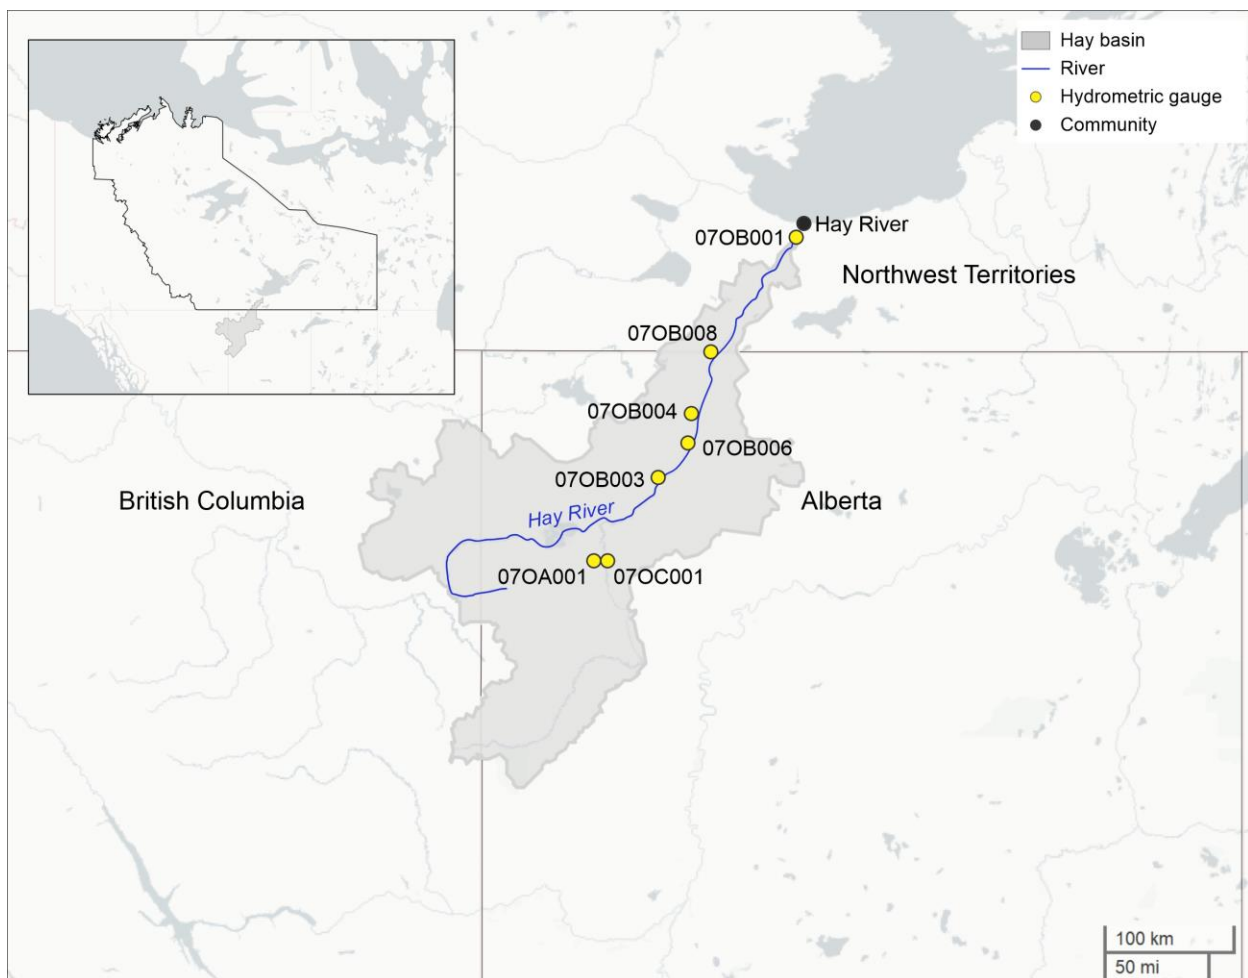 Hay basin
River
Hydrometric gauge
Community
Hay River
07OB001
Northwest Territories
07OB008
07OB004
07OB006
07OB003
British Columbia
Alberta
Hay River
07OA001
07OC001
100 km
50 mi